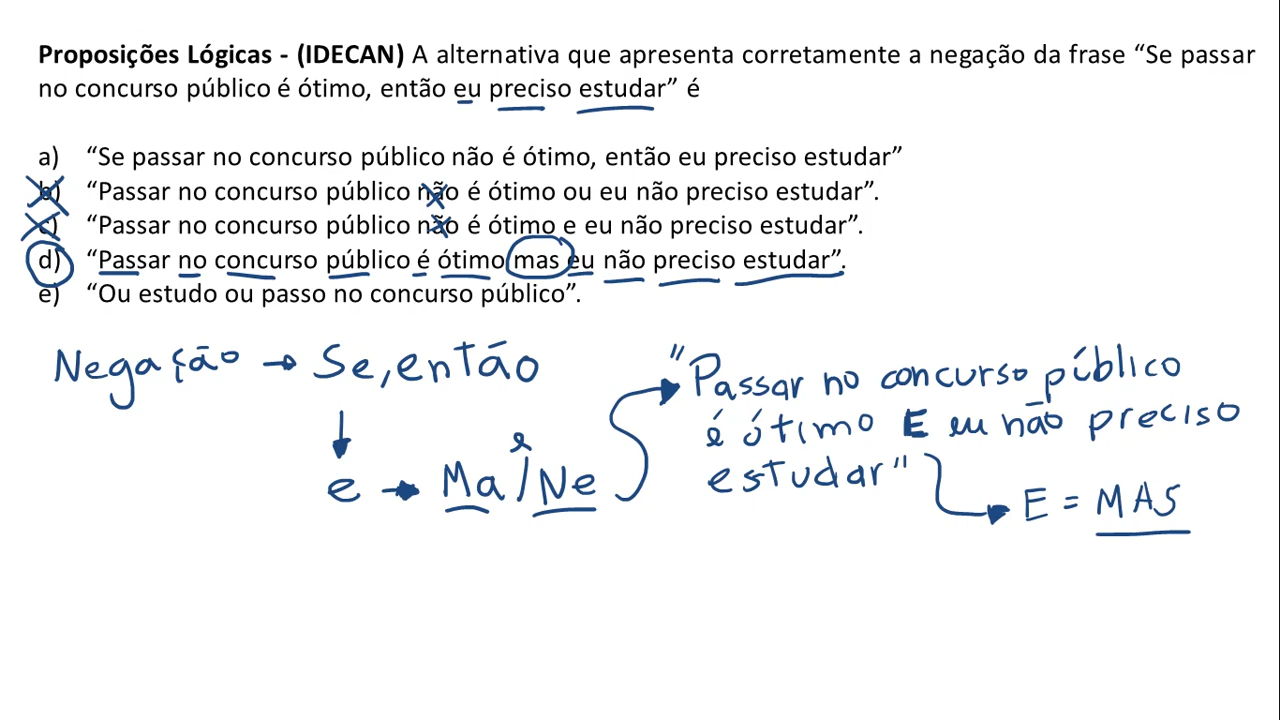 Proposições Lógicas - (IDECAN) A alternativa que apresenta corretamente a negação da frase “Se passar
no concurso público é ótimo, então eu preciso estudar” é
a) “Se passar no concurso público não é ótimo, então eu preciso estudar”
b) “Passar no concurso público não é ótimo ou eu não preciso estudar”.
c) “Passar no concurso público não é ótimo e eu não preciso estudar”.
d) “Passar no concurso público é ótimo mas eu não preciso estudar”.
e) “Ou estudo ou passo no concurso público”.
Negação → Se, então
↓
e → Ma / Ne
ê
"Passar no concurso público
é ótimo E eu não preciso
estudar"
E = MAS